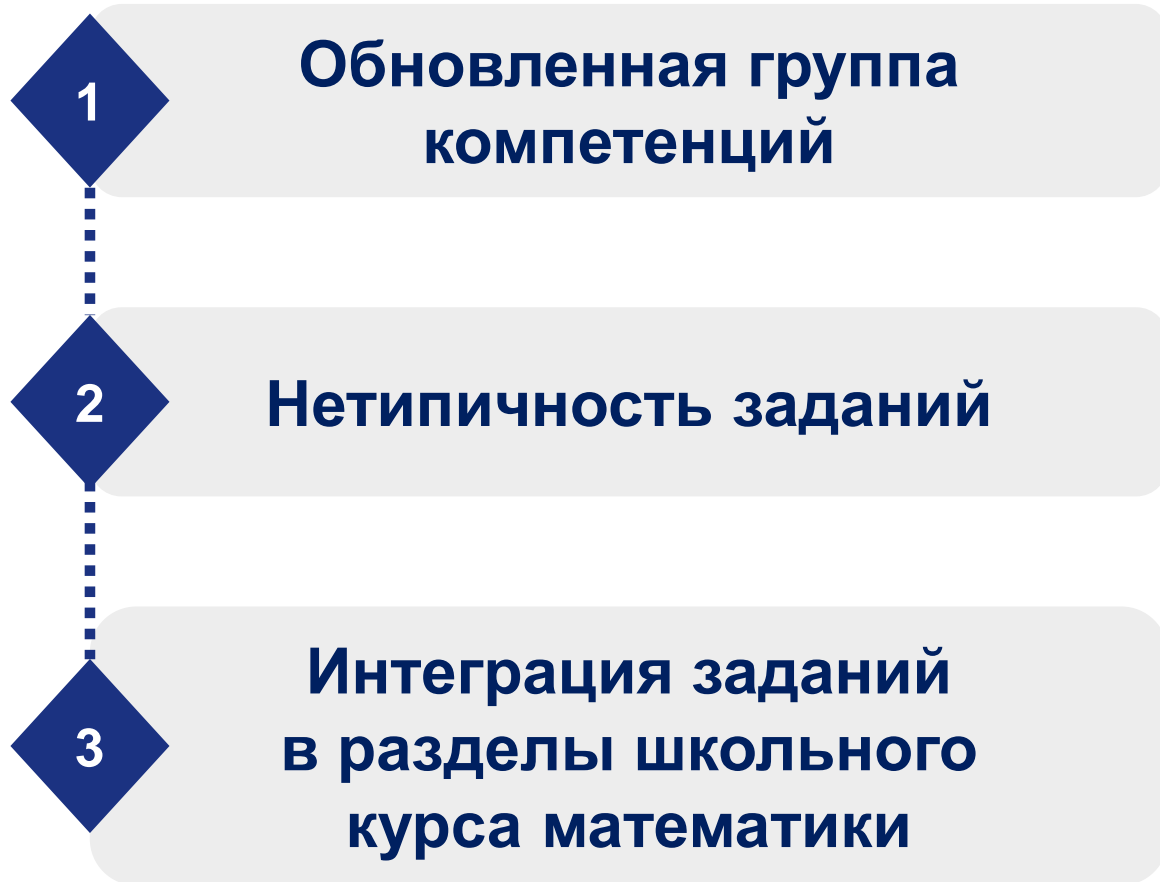 1
Обновленная группа
компетенций
2
Нетипичность заданий
3
Интеграция заданий
в разделы школьного
курса математики